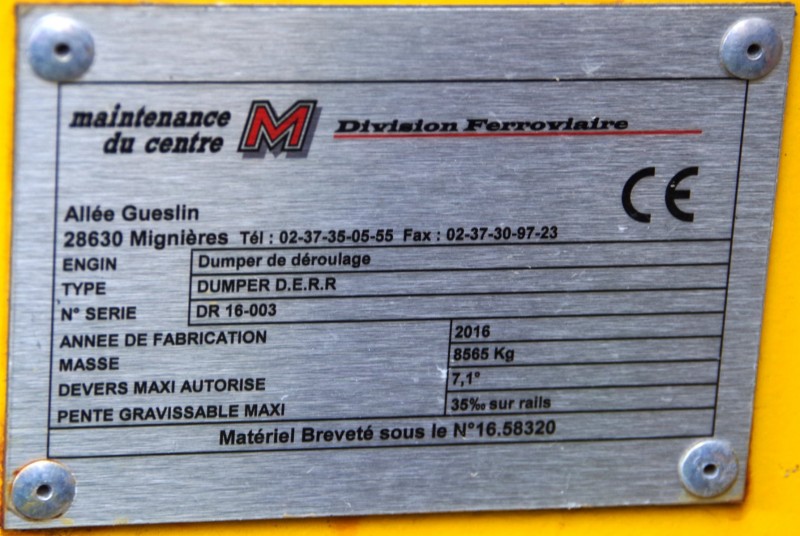 maintenance
du centre
M
Division Ferroviaire
CE
Allée Gueslin
28630 Mignières Tél : 02-37-35-05-55 Fax : 02-37-30-97-23
ENGIN Dumper de déroulage
TYPE DUMPER D.E.R.R
N° SERIE DR 16-003
ANNEE DE FABRICATION 2016
MASSE 8565 Kg
DEVERS MAXI AUTORISE 7,1°
PENTE GRAVISSABLE MAXI 35‰ sur rails
Matériel Breveté sous le N°16.58320